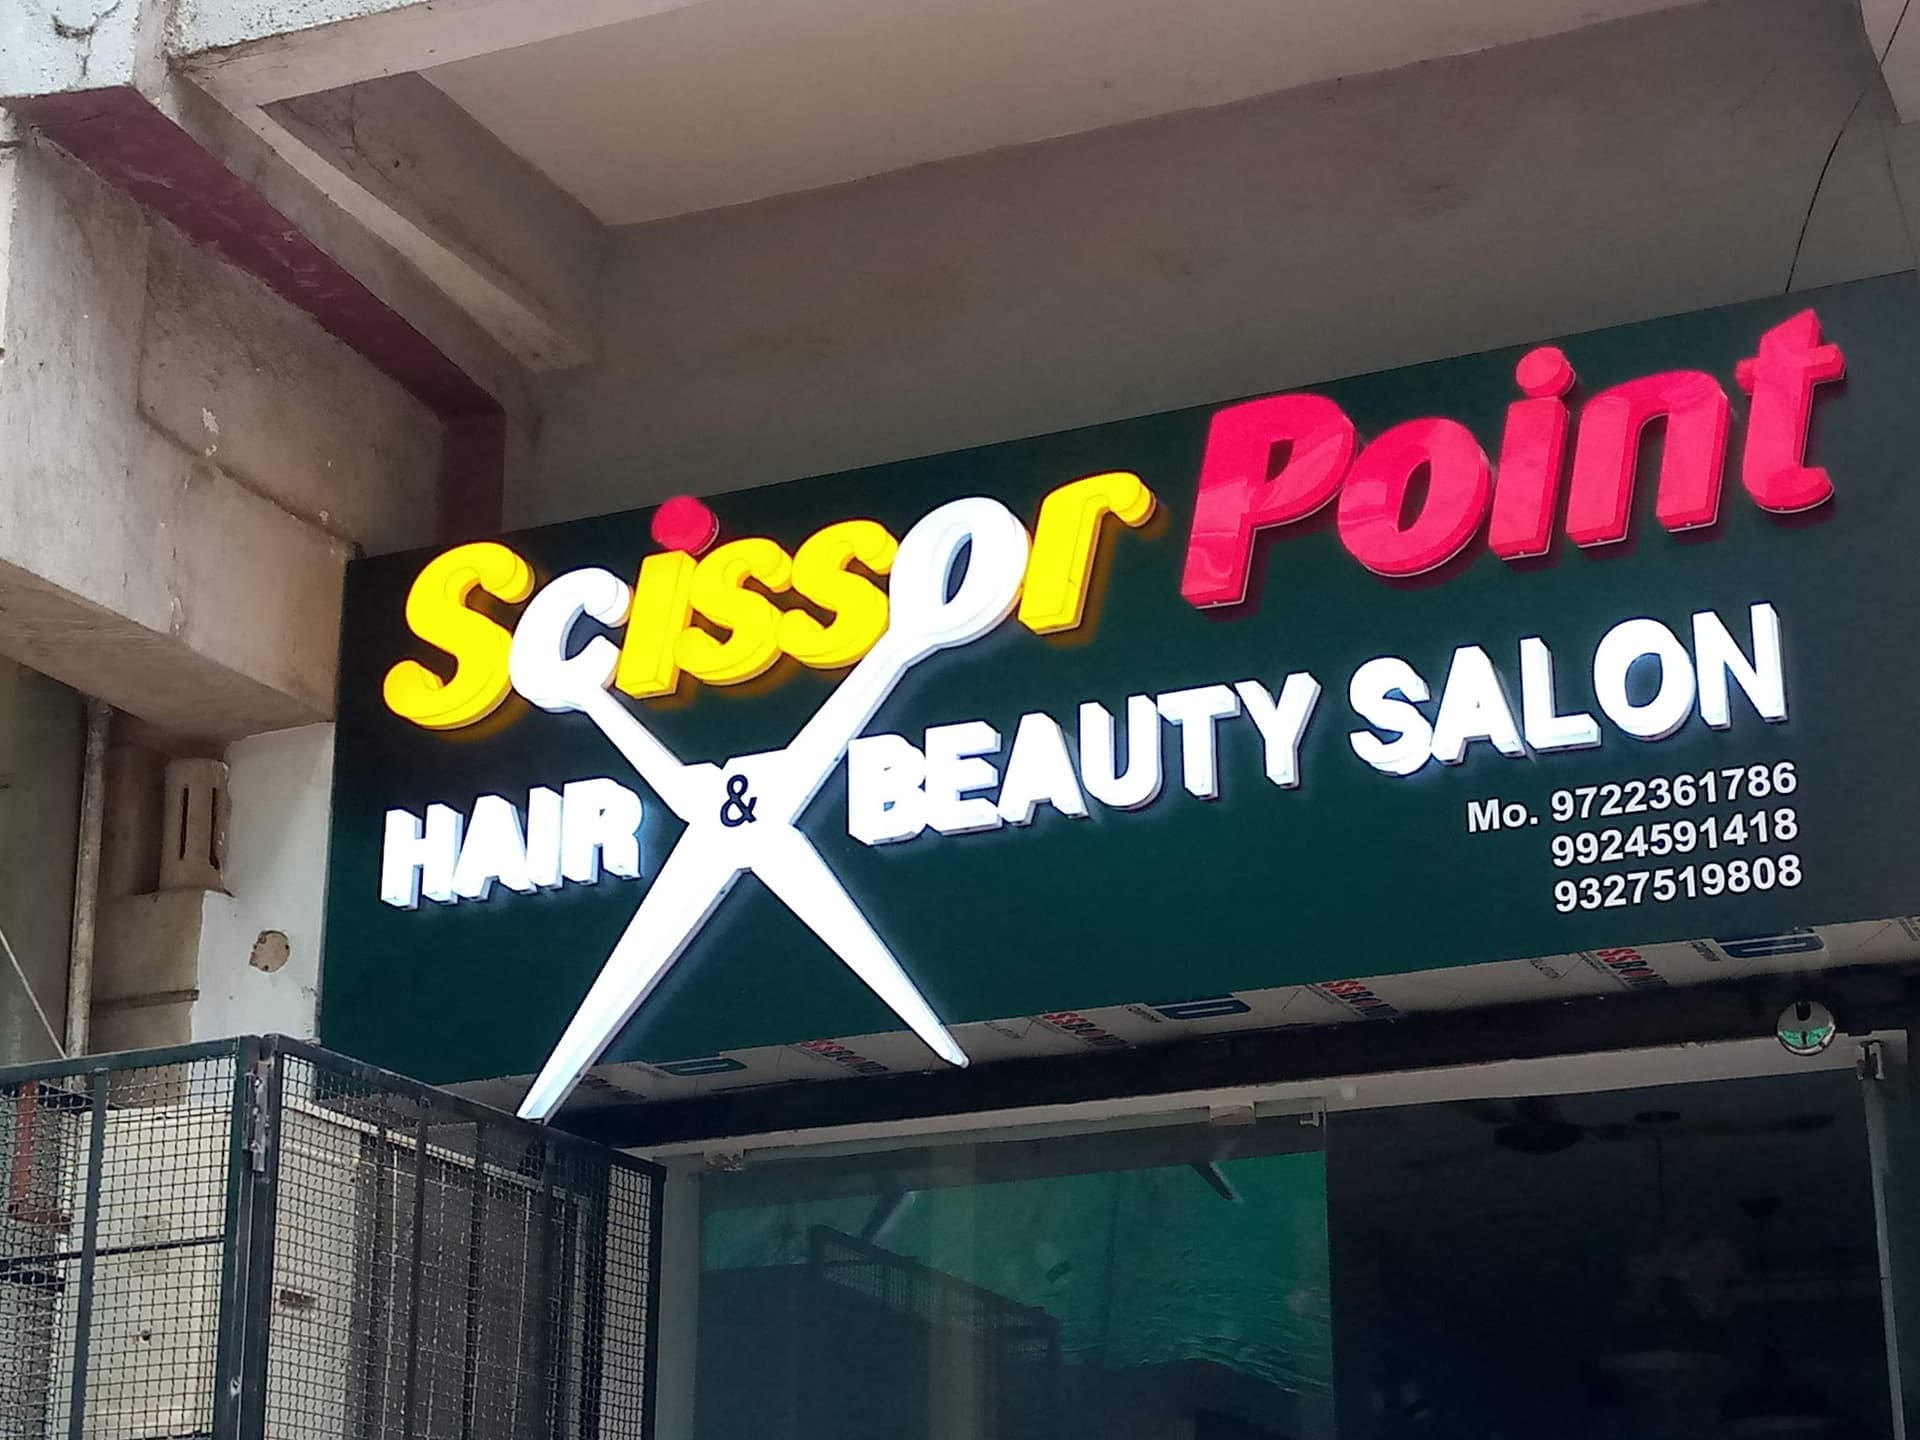 Scissor Point
HAIR & BEAUTY SALON
Mo. 9722361786
9924591418
9327519808